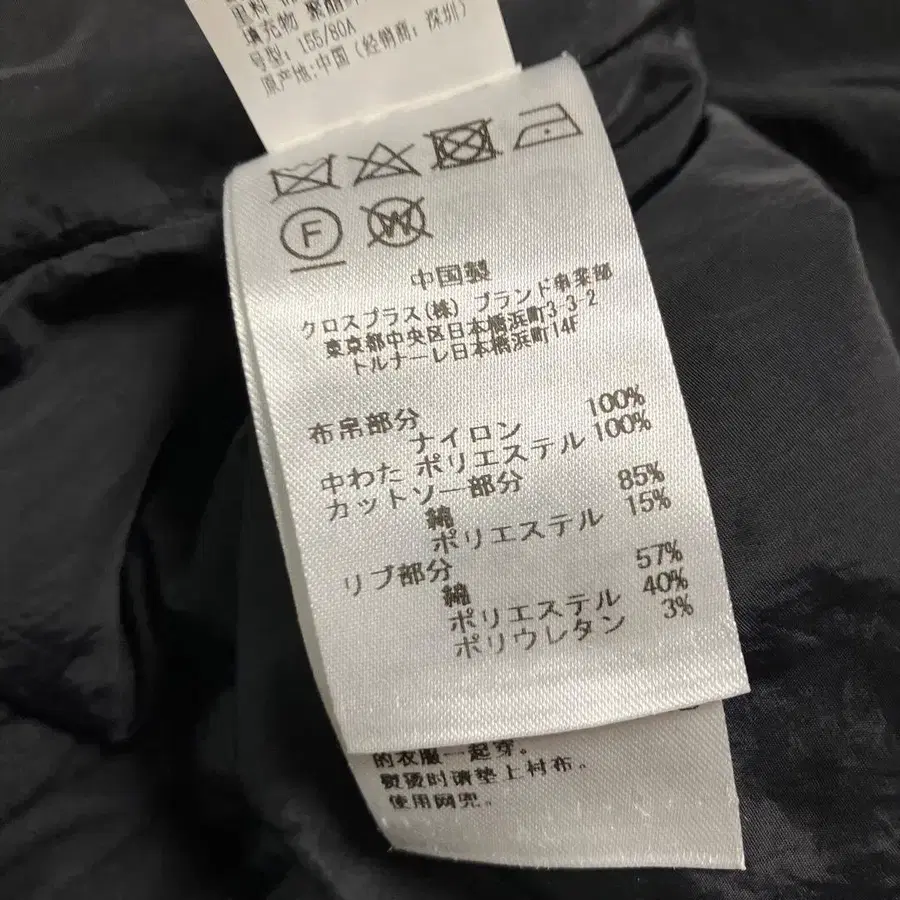 填充物
号型: 155/80A
原产地:中国 (经销商: 深圳)
F
W
中国製
クロスプラス(株) ブランド事業部
東京都中央区日本橋浜町3-3-2
トルナーレ日本橋浜町14F
布帛部分
ナイロン 100%
中わた ポリエステル 100%
カットソー部分
綿 85%
ポリエステル 15%
リブ部分
綿 57%
ポリエステル 40%
ポリウレタン 3%
的衣服一起穿。
熨烫时请垫上衬布。
使用网兜。